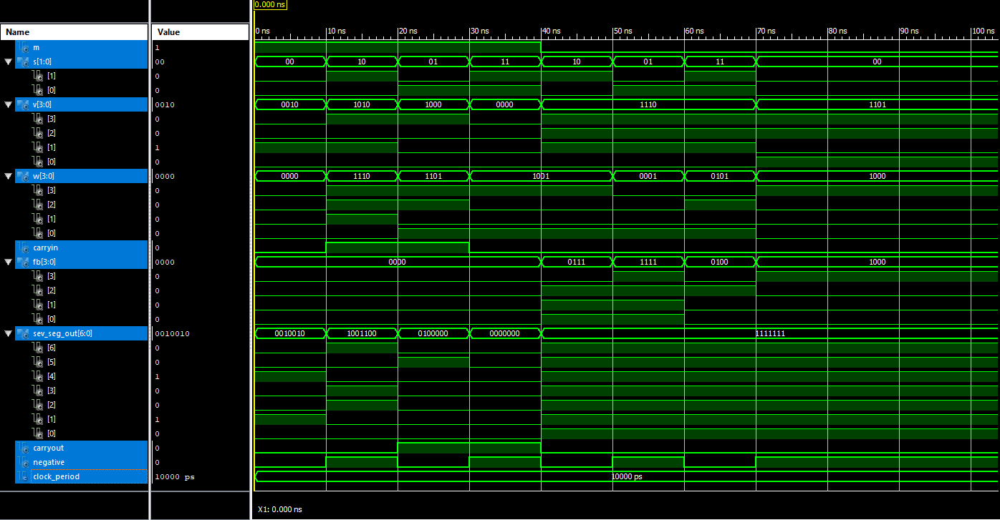 0.000 ns
Name Value 0 ns 10 ns 20 ns 30 ns 40 ns 50 ns 60 ns 70 ns 80 ns 90 ns 100 ns
m 1
s[1:0] 00 00 10 01 11 10 01 11 00
[1] 0
[0] 0
v[3:0] 0010 0010 1010 1000 0000 1110 1101
[3] 0
[2] 0
[1] 1
[0] 0
w[3:0] 0000 0000 1110 1101 1001 0001 0101 1000
[3] 0
[2] 0
[1] 0
[0] 0
carryin 0
fb[3:0] 0000 0000 0111 1111 0100 1000
[3] 0
[2] 0
[1] 0
[0] 0
sev_seg_out[6:0] 0010010 0010010 1001100 0100000 0000000 1111111
[6] 0
[5] 0
[4] 1
[3] 0
[2] 0
[1] 1
[0] 0
carryout 0
negative 0
clock_period 10000 ps 10000 ps
X1: 0.000 ns